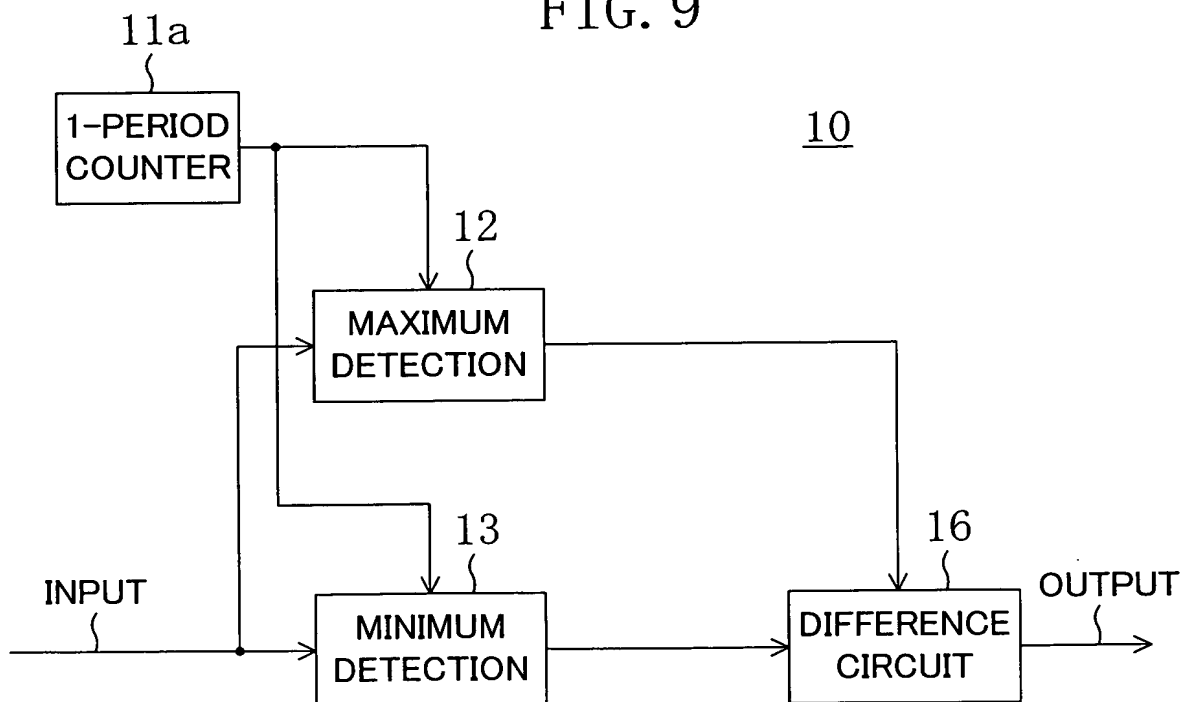 FIG. 9
11a
1-PERIOD
COUNTER
10
12
MAXIMUM
DETECTION
13
16
INPUT
OUTPUT
MINIMUM
DETECTION
DIFFERENCE
CIRCUIT